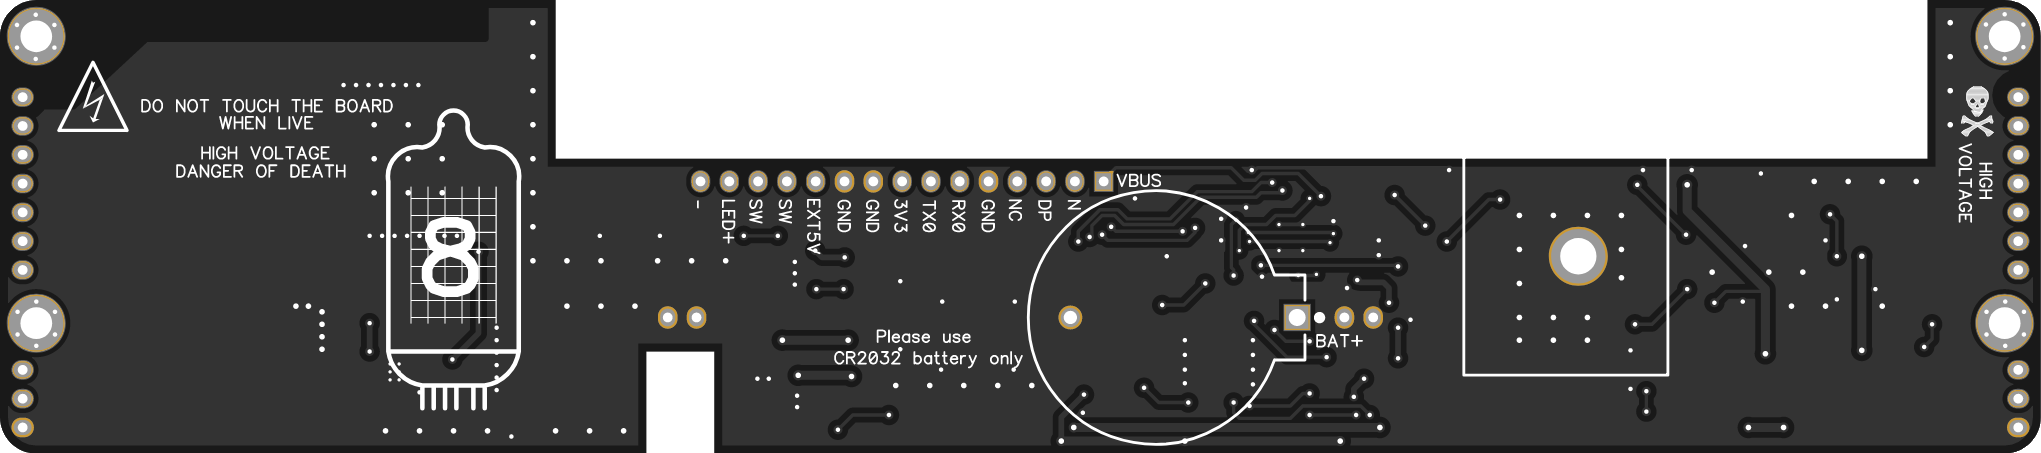 DO NOT TOUCH THE BOARD
WHEN LIVE
HIGH VOLTAGE
DANGER OF DEATH
8
-
LED+
SW
SW
EXT5V
GND
GND
3V3
TX0
RX0
GND
NC
DP
N
VBUS
Please use
CR2032 battery only
BAT+
HIGH
VOLTAGE